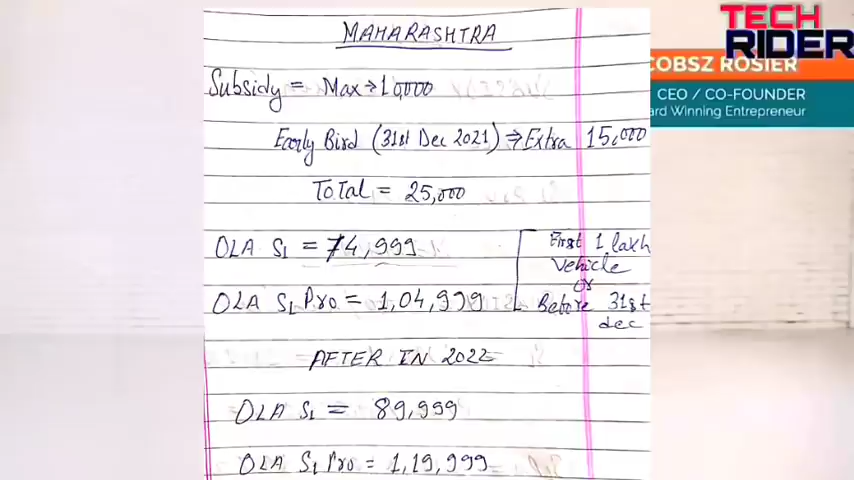 MAHARASHTRA
Subsidy = Max → 10,000
Early Bird (31st Dec 2021) ⇒ Extra 15,000
ToTal = 25,000
OLA S1 = 74,999
OLA S1 Pro = 1,04,999
First 1 lakh
Vehicle
or
Before 31st
dec
AFTER IN 2022
OLA S1 = 89,999
OLA S1 Pro = 1,19,999
TECH
RIDER
COBSZ ROSIER
CEO / CO-FOUNDER
ard Winning Entrepreneur